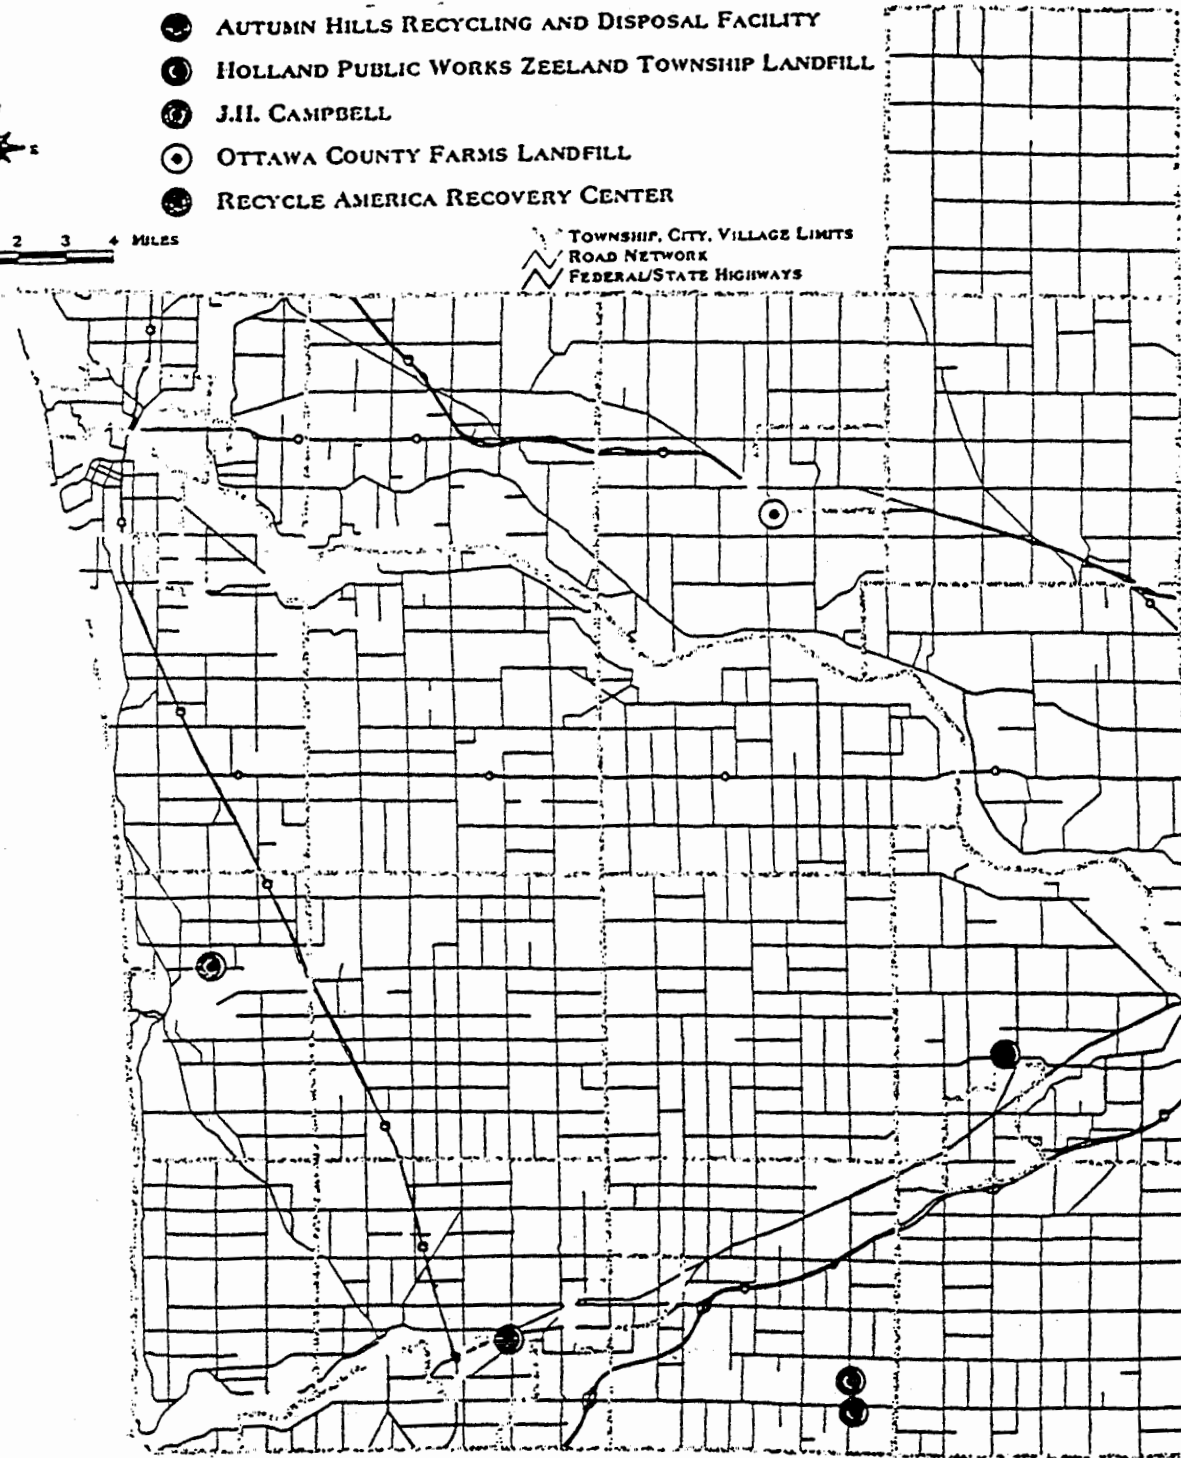 AUTUMN HILLS RECYCLING AND DISPOSAL FACILITY
HOLLAND PUBLIC WORKS ZEELAND TOWNSHIP LANDFILL
J.H. CAMPBELL
OTTAWA COUNTY FARMS LANDFILL
RECYCLE AMERICA RECOVERY CENTER
2 3 4 MILES
TOWNSHIP, CITY, VILLAGE LIMITS
ROAD NETWORK
FEDERAL/STATE HIGHWAYS